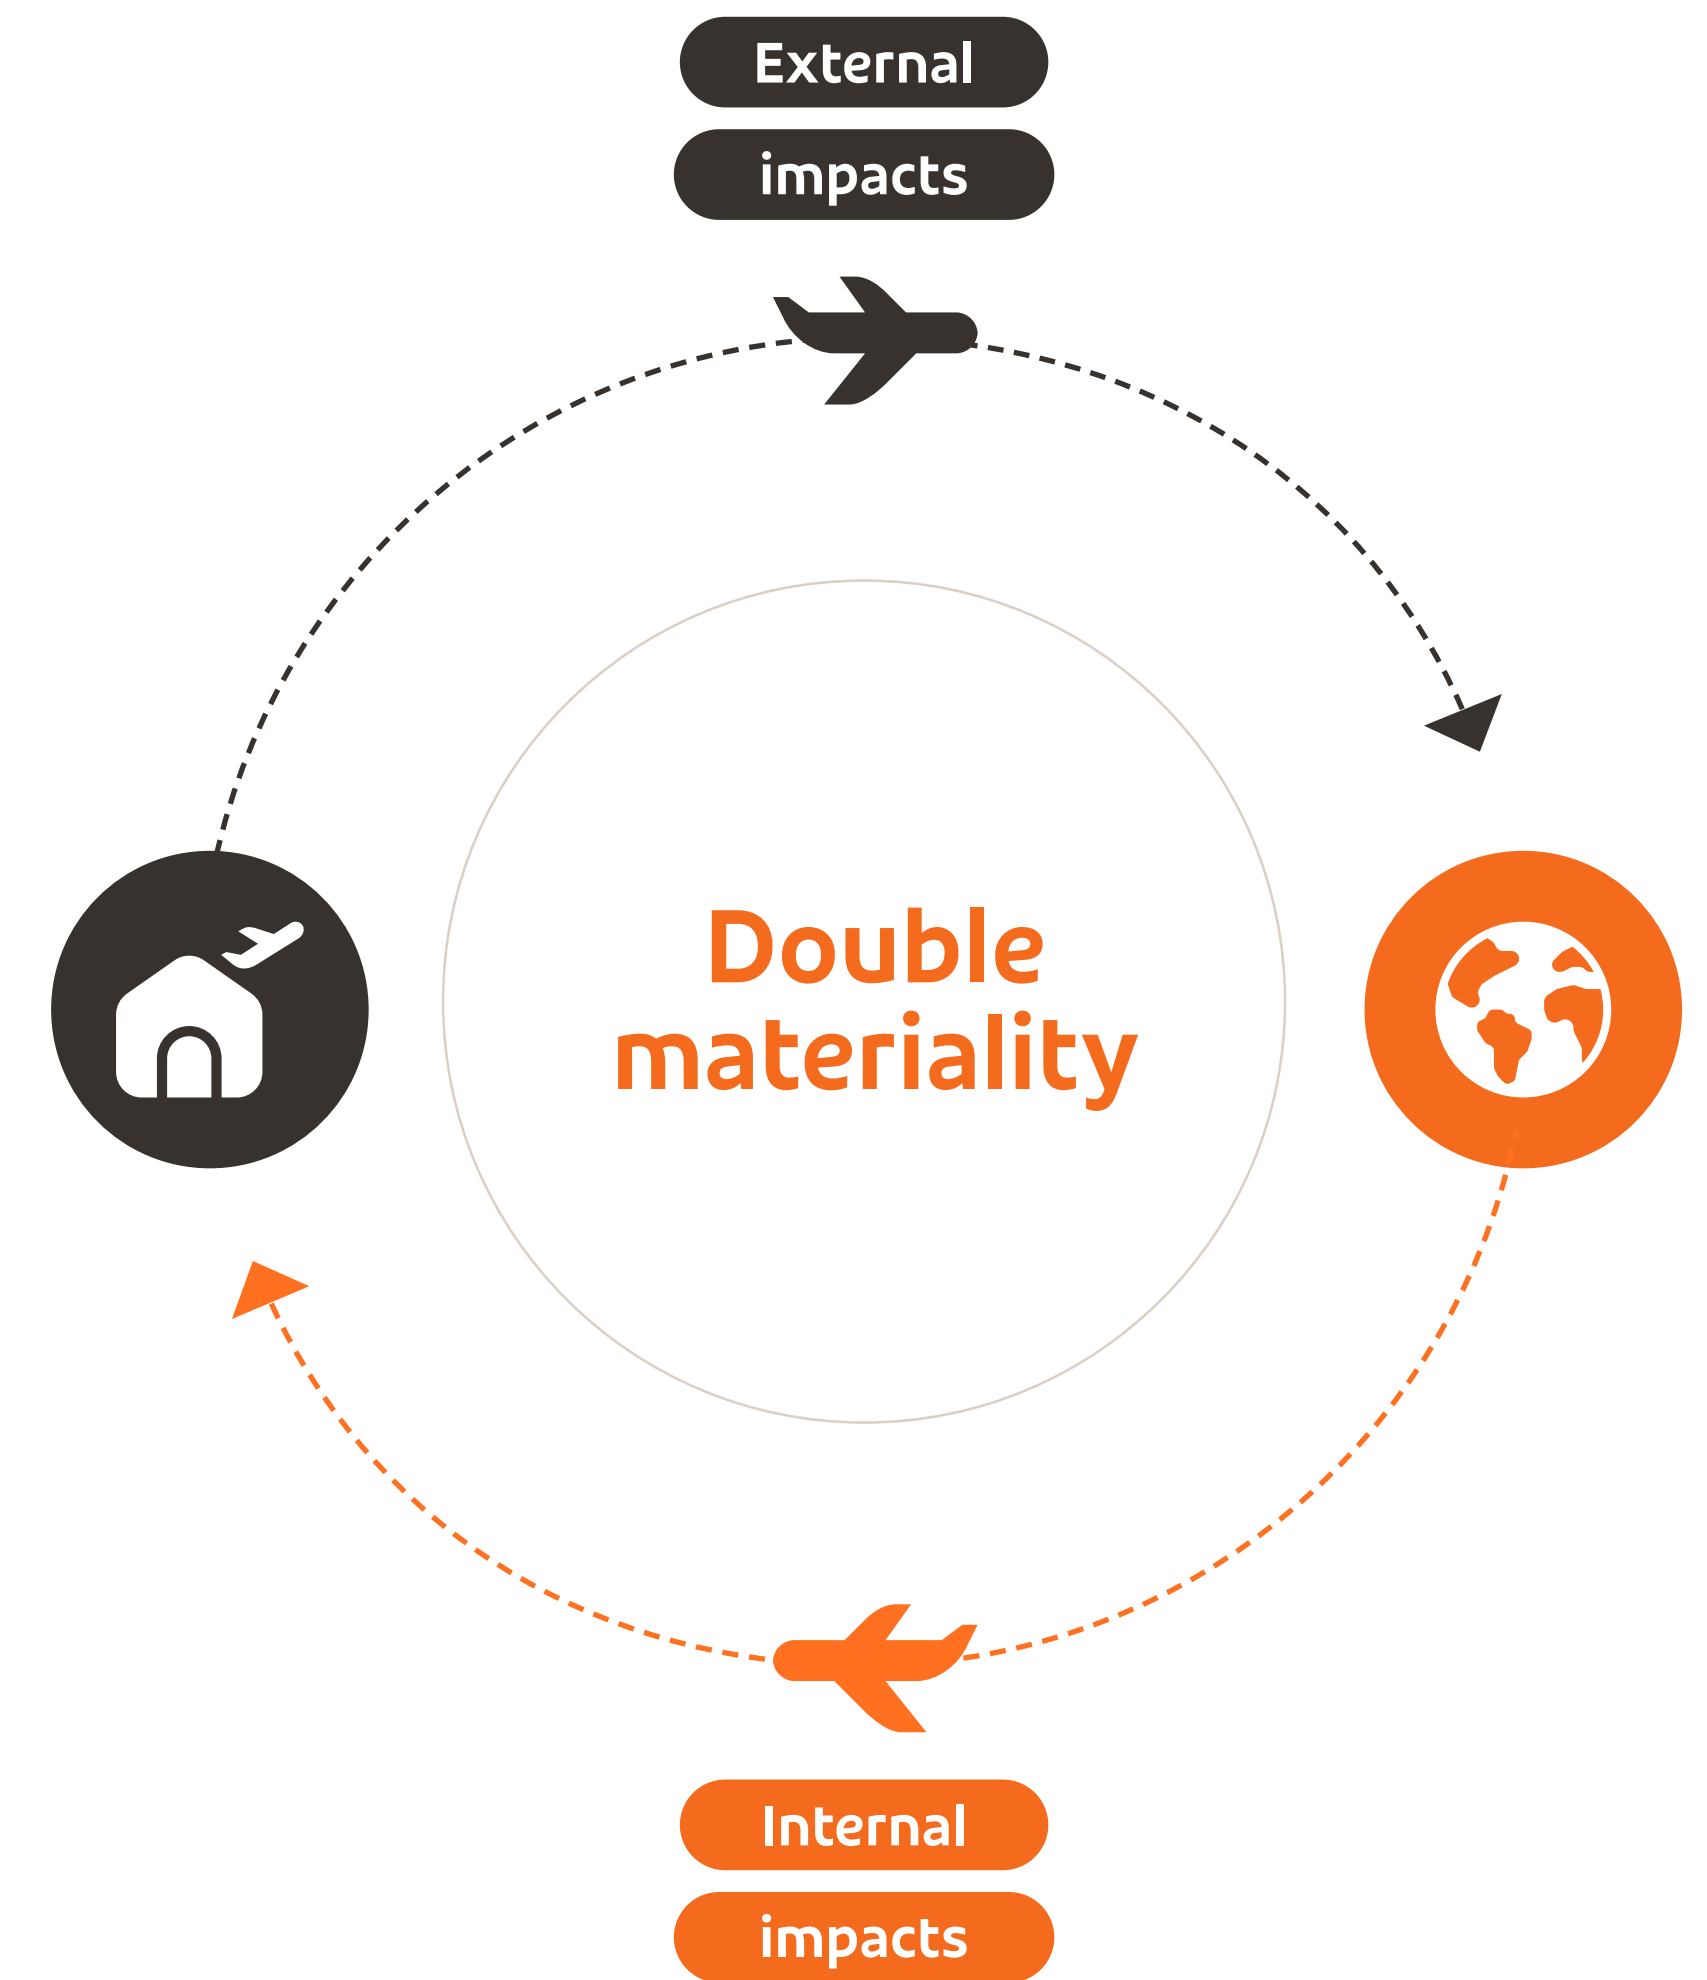 External
impacts
Double
materiality
Internal
impacts